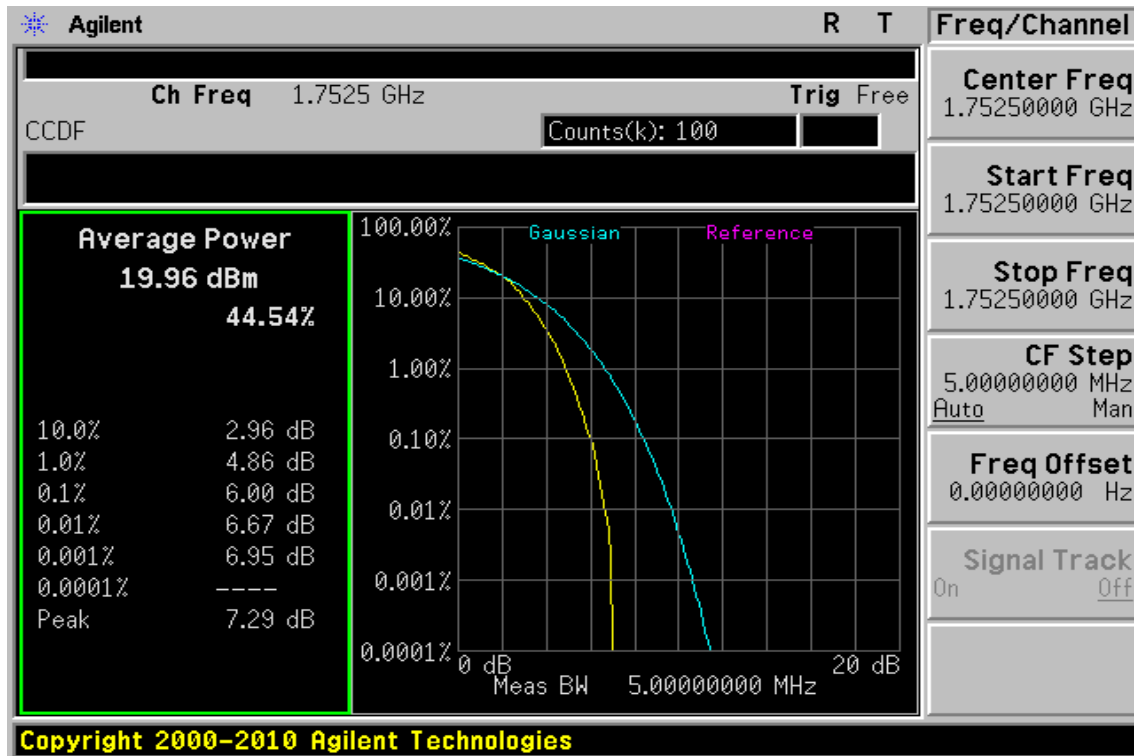 Agilent
R T
Freq/Channel
Ch Freq 1.7525 GHz
Trig Free
CCDF
Counts(k): 100
Center Freq
1.75250000 GHz
Start Freq
1.75250000 GHz
Stop Freq
1.75250000 GHz
CF Step
5.00000000 MHz
Auto Man
Freq Offset
0.00000000 Hz
Signal Track
On Off
Average Power
19.96 dBm
44.54%
10.0% 2.96 dB
1.0% 4.86 dB
0.1% 6.00 dB
0.01% 6.67 dB
0.001% 6.95 dB
0.0001% ----
Peak 7.29 dB
Gaussian
Reference
100.00%
10.00%
1.00%
0.10%
0.01%
0.001%
0.0001%
0 dB
20 dB
Meas BW 5.00000000 MHz
Copyright 2000-2010 Agilent Technologies